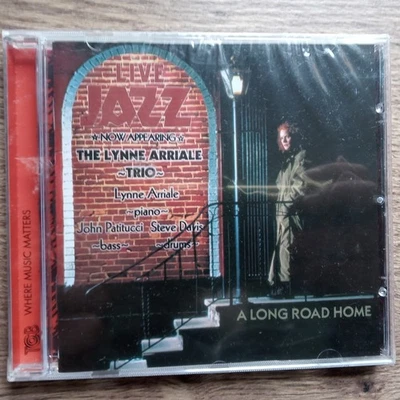 LIVE
JAZZ
☆NOW APPEARING☆
THE LYNNE ARRIALE
~TRIO~
Lynne Arriale
~piano~
John Patitucci Steve Davis
~bass~ ~drums~
A LONG ROAD HOME
WHERE MUSIC MATTERS
TCB